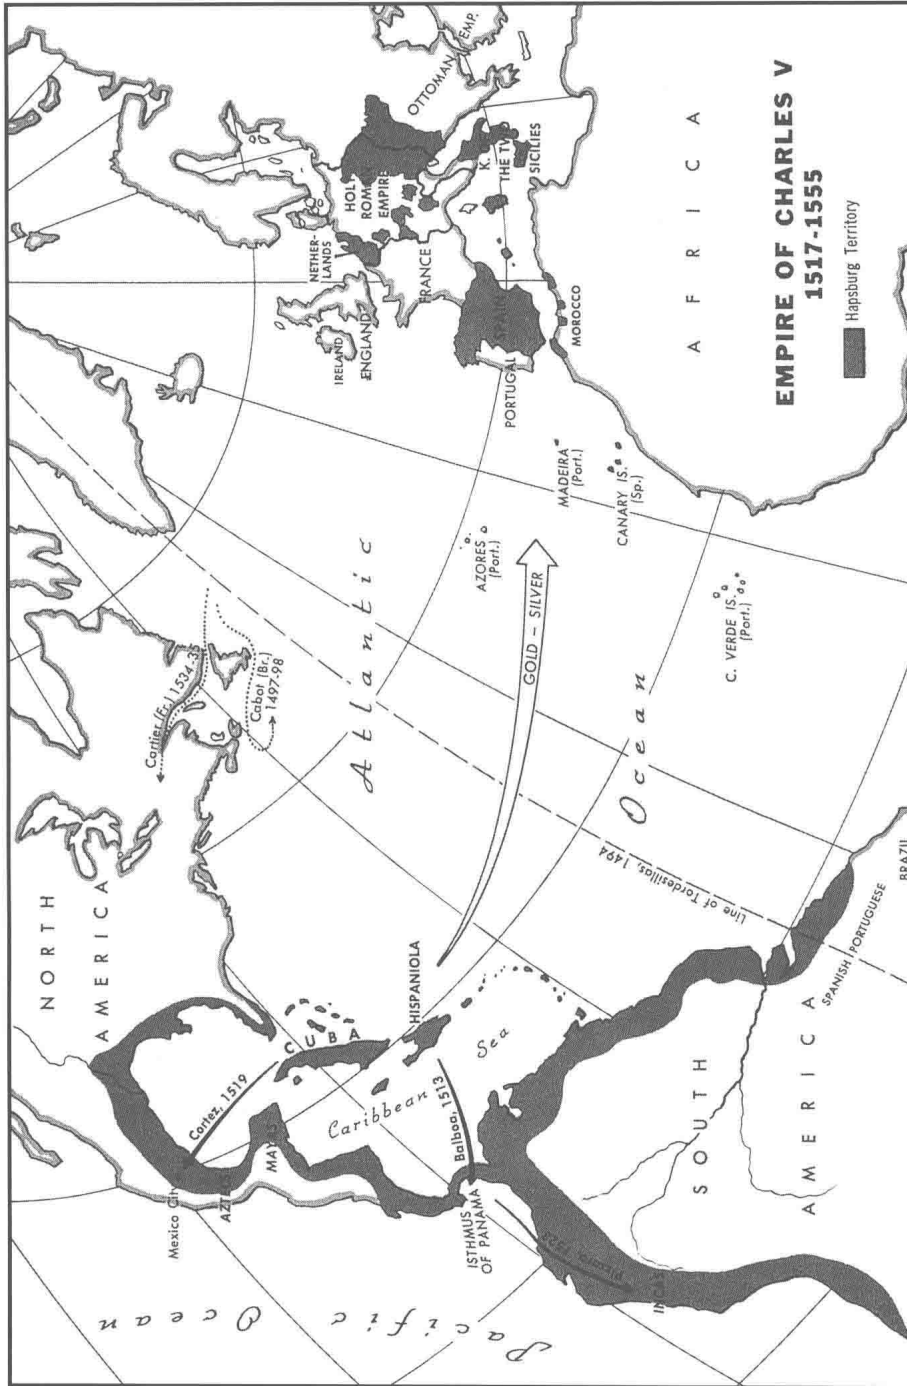 EMPIRE OF CHARLES V
1517-1555
Hapsburg Territory
NORTH
AMERICA
Cartier (Fr.) 1534-35
Cabot (Br.)
1497-98
Atlantic
Ocean
IRELAND
ENGLAND
NETHER-
LANDS
HOLY
ROMAN
EMPIRE
FRANCE
OTTOMAN
EMP.
K.
THE TWO
SICILIES
PORTUGAL
SPAIN
MOROCCO
AFRICA
AZORES
(Port.)
MADEIRA
(Port.)
CANARY IS.
(Sp.)
C. VERDE IS.
(Port.)
GOLD – SILVER
Line of Tordesillas, 1494
Mexico City
AZTECS
MAYAS
Cortez, 1519
CUBA
HISPANIOLA
Caribbean
Sea
Balboa, 1513
ISTHMUS
OF PANAMA
INCAS
SOUTH
AMERICA
SPANISH PORTUGUESE
BRAZIL
Pacific Ocean